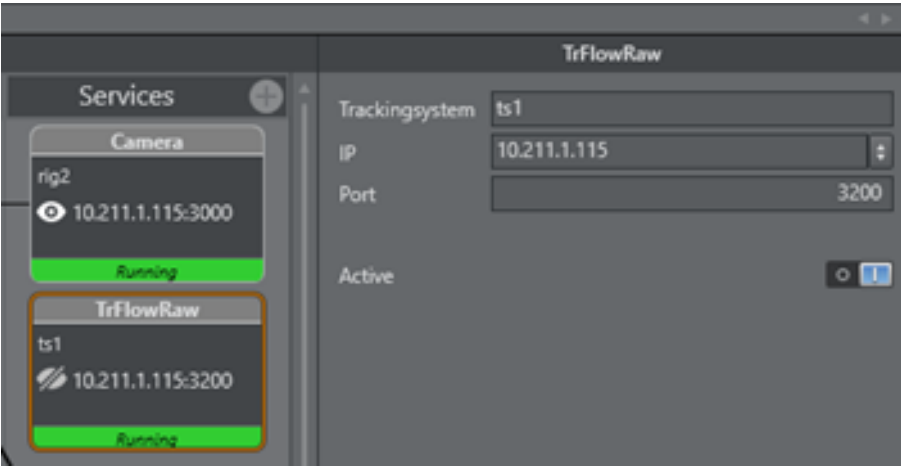 Services
Camera
rig2
10.211.1.115:3000
Running
TrFlowRaw
ts1
10.211.1.115:3200
Running
TrFlowRaw
Trackingsystem ts1
IP 10.211.1.115
Port 3200
Active